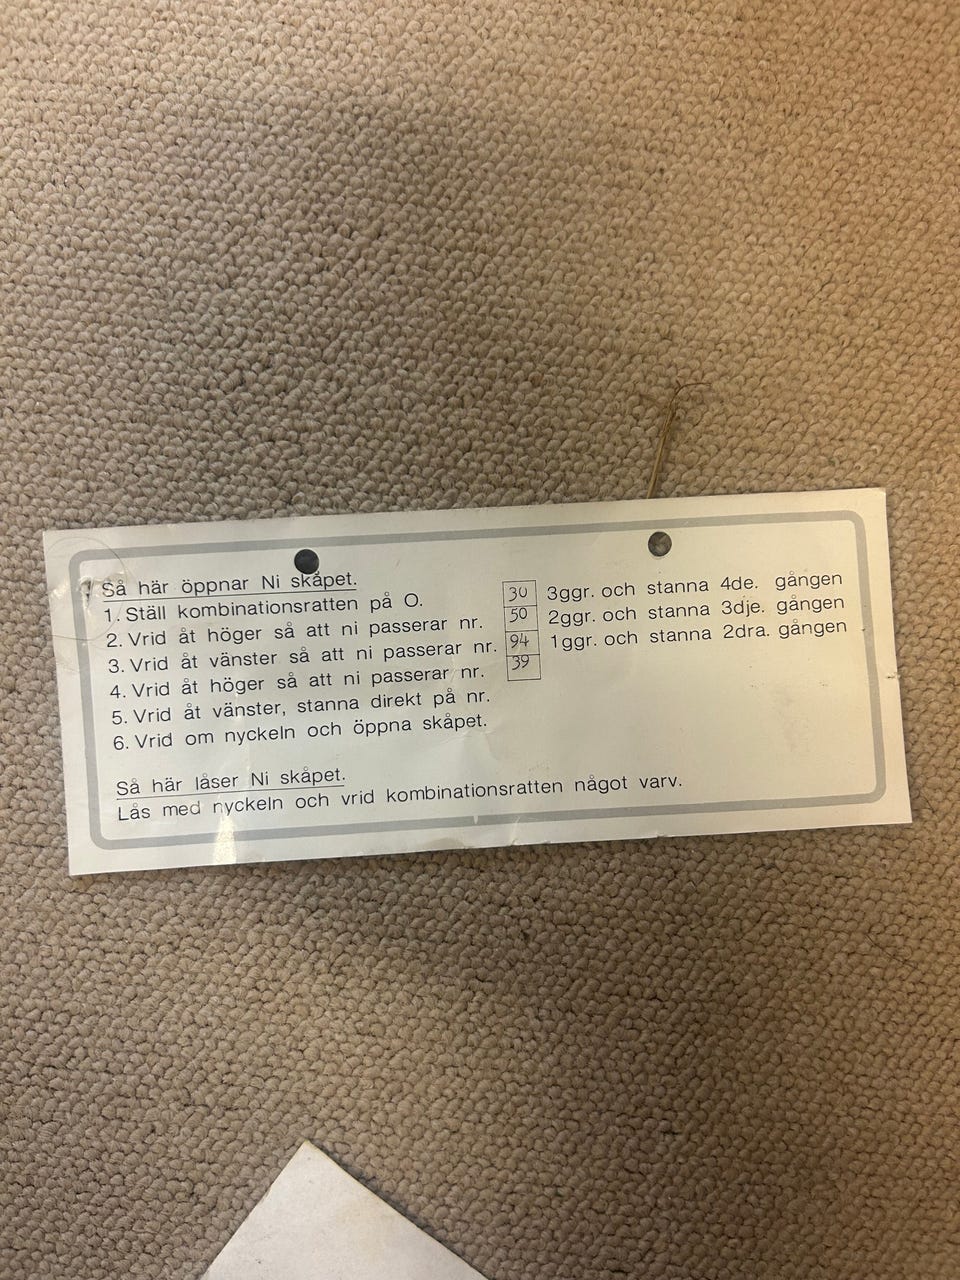 Så här öppnar Ni skåpet.
1. Ställ kombinationsratten på O.
2. Vrid åt höger så att ni passerar nr. 30 3ggr. och stanna 4de. gången
3. Vrid åt vänster så att ni passerar nr. 50 2ggr. och stanna 3dje. gången
4. Vrid åt höger så att ni passerar nr. 94 1ggr. och stanna 2dra. gången
5. Vrid åt vänster, stanna direkt på nr. 39
6. Vrid om nyckeln och öppna skåpet.
Så här låser Ni skåpet.
Lås med nyckeln och vrid kombinationsratten något varv.